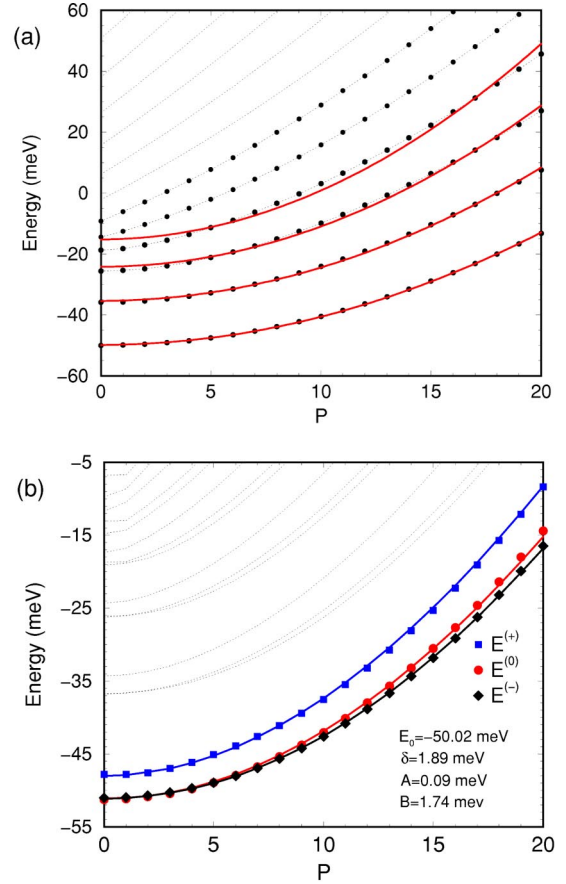 (a)
60
40
20
0
−20
−40
−60
Energy (meV)
0 5 10 15 20
P
(b)
−5
−15
−25
−35
−45
−55
Energy (meV)
E(+)
E(0)
E(−)
E0=−50.02 meV
δ=1.89 meV
A=0.09 meV
B=1.74 mev
0 5 10 15 20
P